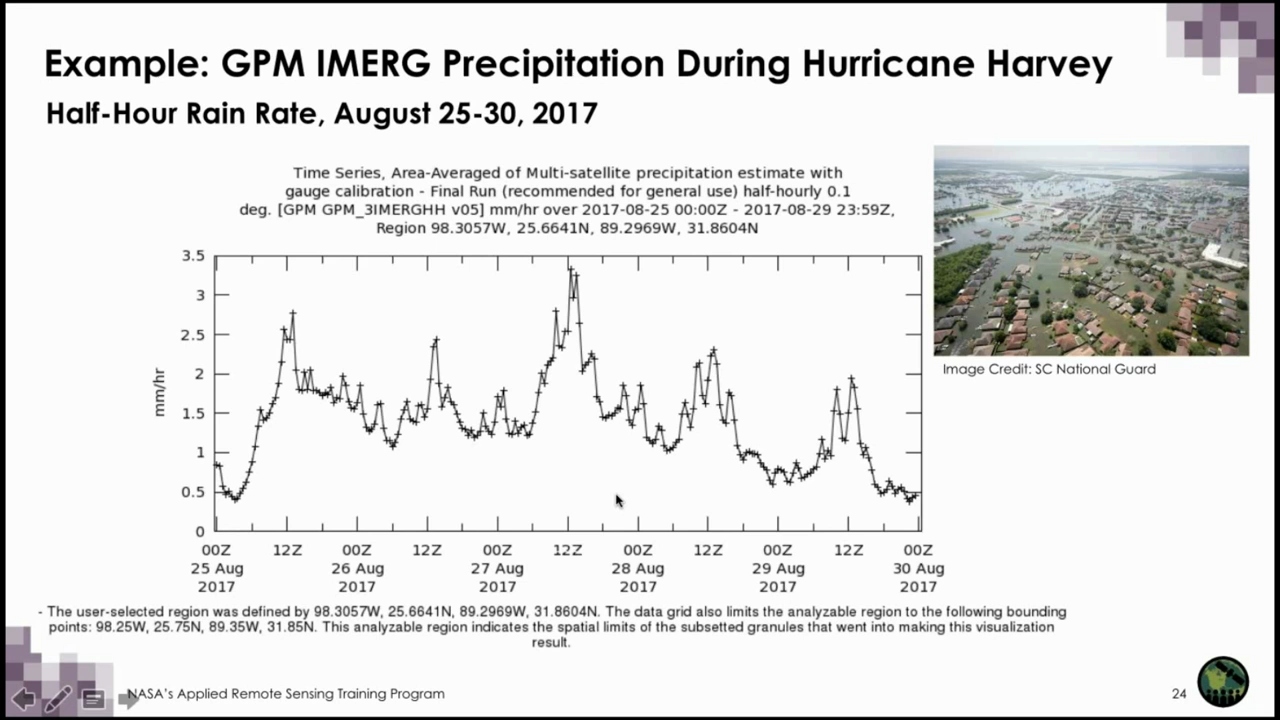 Example: GPM IMERG Precipitation During Hurricane Harvey
Half-Hour Rain Rate, August 25-30, 2017
Time Series, Area-Averaged of Multi-satellite precipitation estimate with
gauge calibration - Final Run (recommended for general use) half-hourly 0.1
deg. [GPM GPM_3IMERGHH v05] mm/hr over 2017-08-25 00:00Z - 2017-08-29 23:59Z,
Region 98.3057W, 25.6641N, 89.2969W, 31.8604N
3.5
3
2.5
2
1.5
1
0.5
0
mm/hr
00Z 12Z 00Z 12Z 00Z 12Z 00Z 12Z 00Z 12Z 00Z
25 Aug 26 Aug 27 Aug 28 Aug 29 Aug 30 Aug
2017 2017 2017 2017 2017 2017
Image Credit: SC National Guard
- The user-selected region was defined by 98.3057W, 25.6641N, 89.2969W, 31.8604N. The data grid also limits the analyzable region to the following bounding
points: 98.25W, 25.75N, 89.35W, 31.85N. This analyzable region indicates the spatial limits of the subsetted granules that went into making this visualization
result.
NASA's Applied Remote Sensing Training Program
24